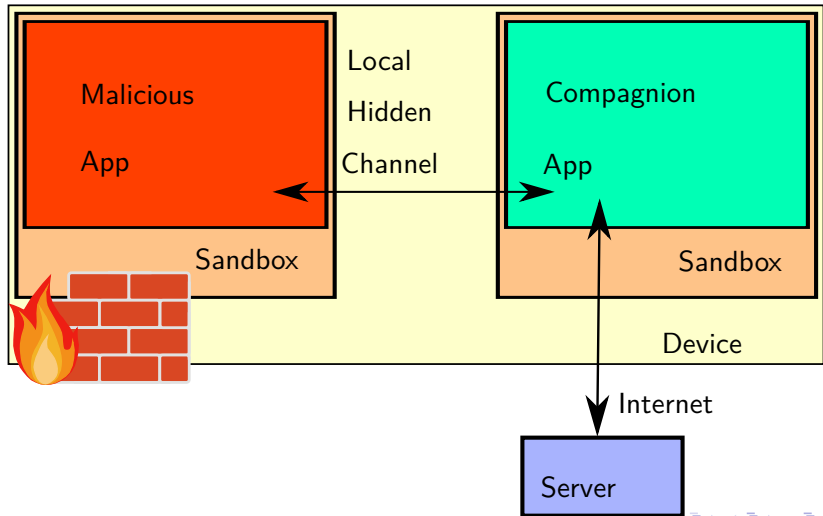 Malicious
App
Sandbox
Local
Hidden
Channel
Compagnion
App
Sandbox
Device
Internet
Server